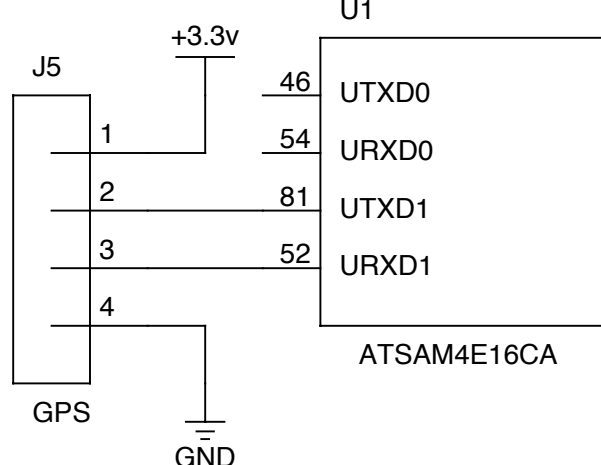 U1
+3.3v
J5
46 UTXD0
1
54 URXD0
2
81 UTXD1
3
52 URXD1
4
ATSAM4E16CA
GPS
GND